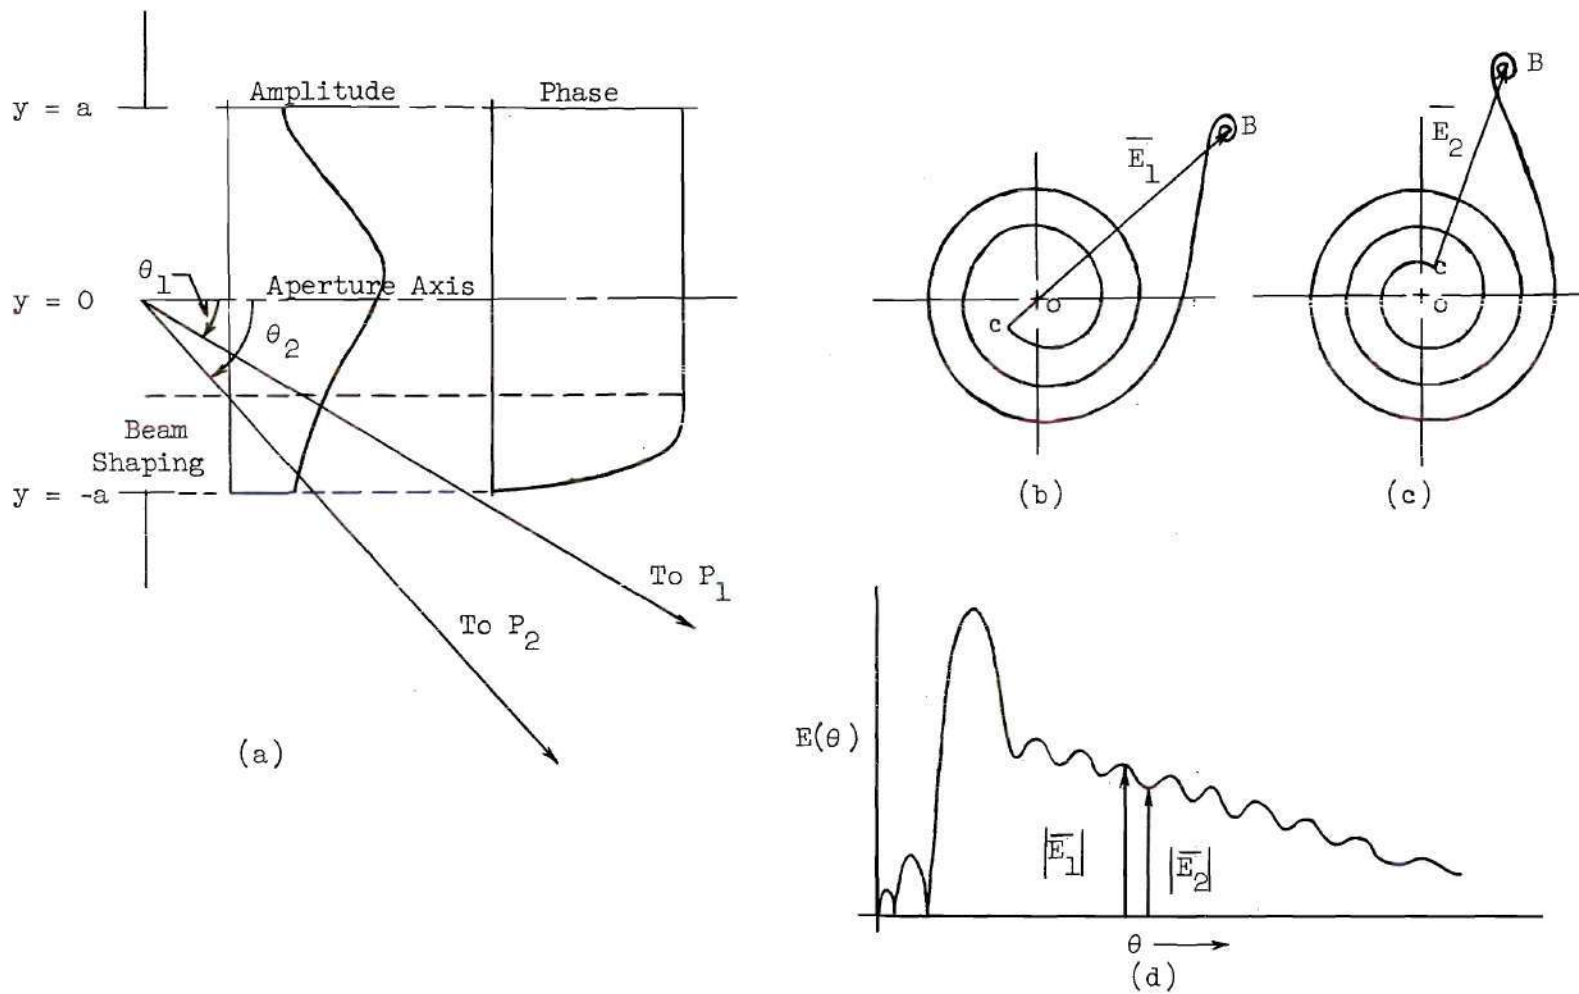 y = a
Amplitude
Phase
θ1
y = 0
Aperture Axis
θ2
Beam
Shaping
y = -a
To P1
To P2
(a)
E1
B
O
c
(b)
E2
B
c
O
(c)
E(θ)
|E1|
|E2|
θ
(d)